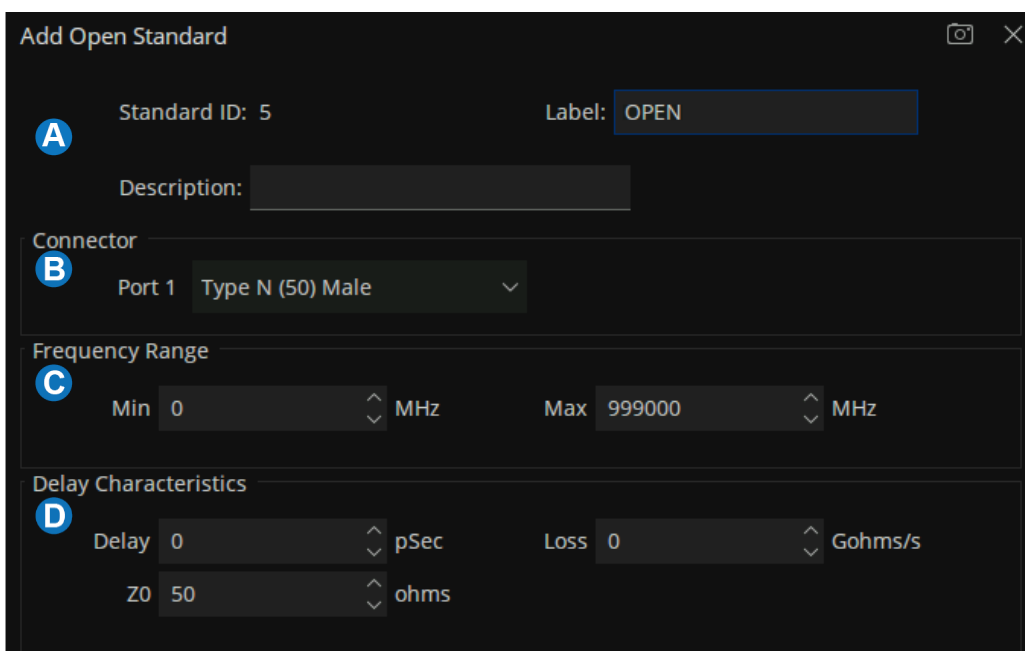 Add Open Standard
A
Standard ID: 5 Label: OPEN
Description:
Connector
B
Port 1 Type N (50) Male
Frequency Range
C
Min 0 MHz Max 999000 MHz
Delay Characteristics
D
Delay 0 pSec Loss 0 Gohms/s
Z0 50 ohms